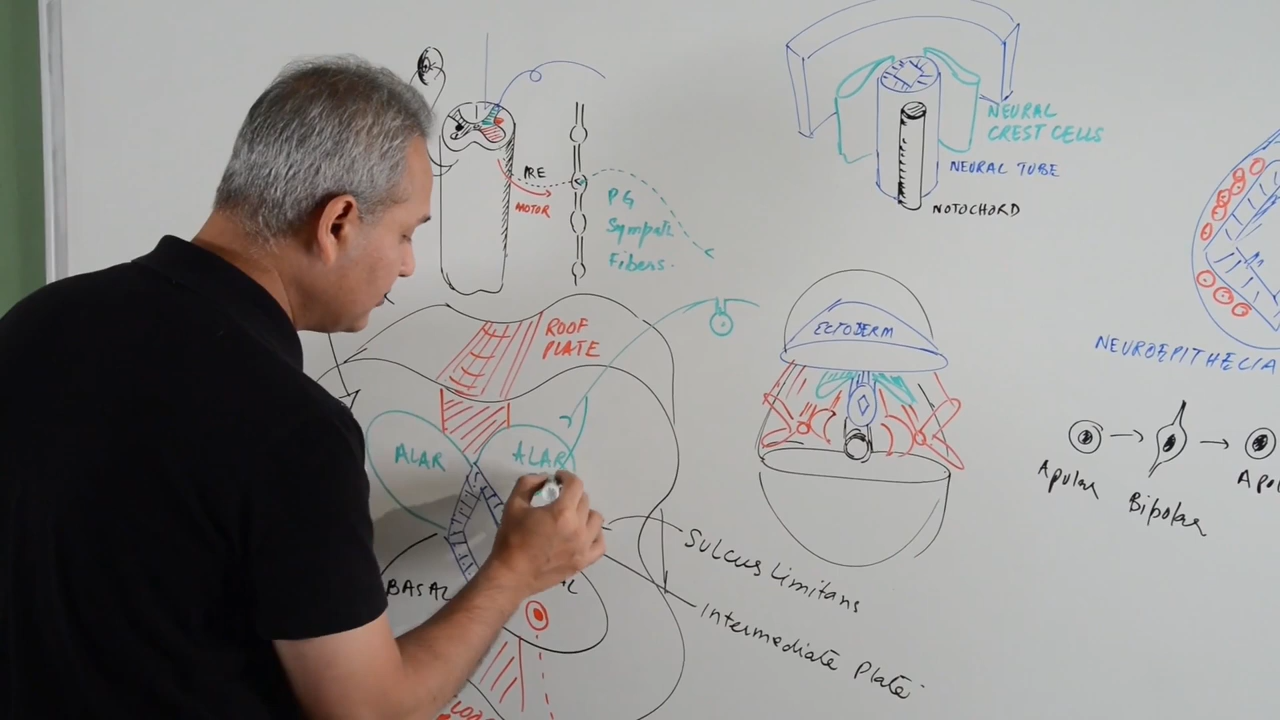 NEURAL
CREST CELLS
NEURAL TUBE
NOTOCHORD
PRE
MOTOR
PG
Sympath
Fibers.
ROOF
PLATE
ECTODERM
NEUROEPITHELIA
ALAR
ALAR
BASAL
Sulcus Limitans
Intermediate Plate
Apolar
Bipolar